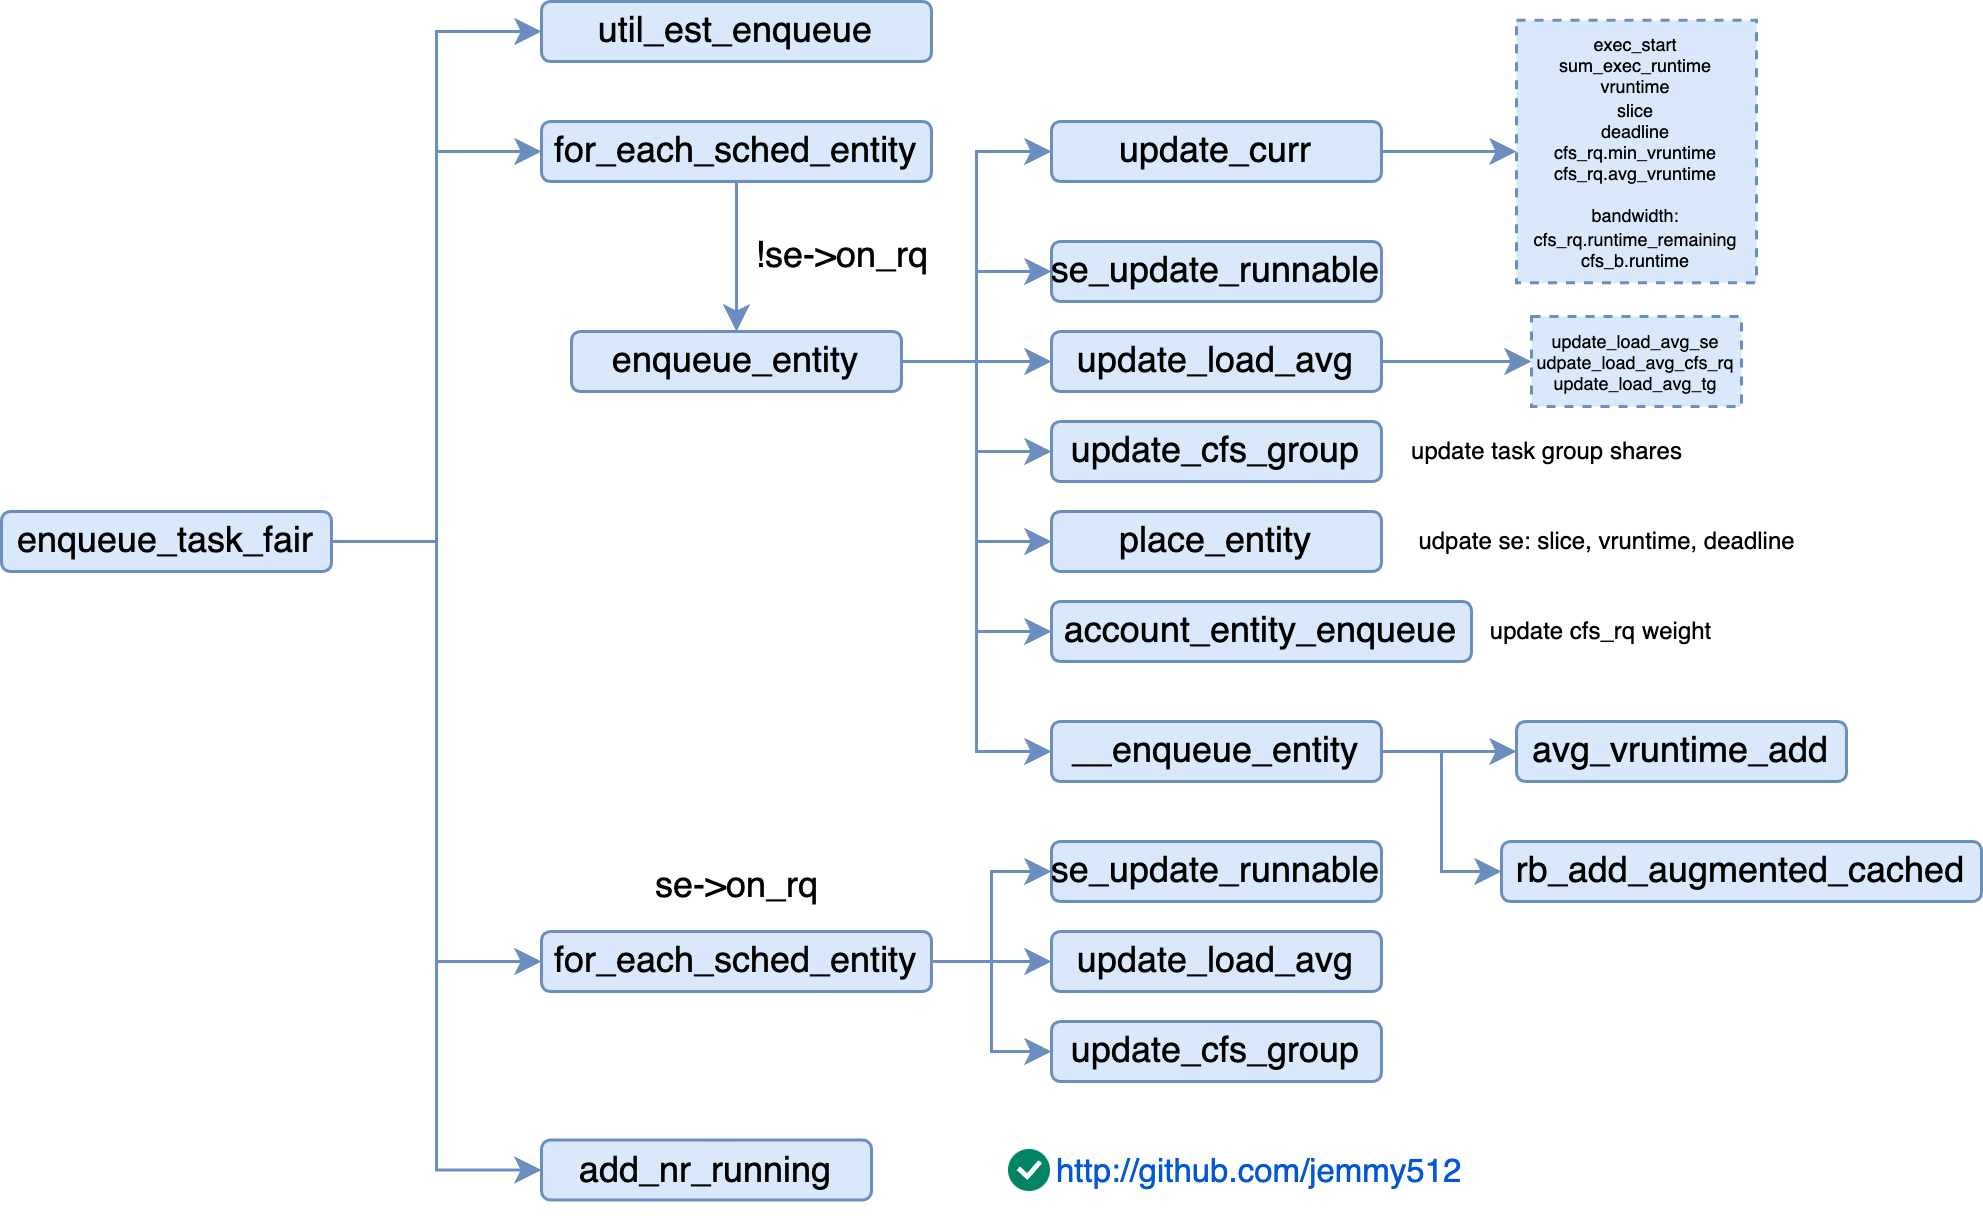 util_est_enqueue
for_each_sched_entity
!se->on_rq
enqueue_entity
update_curr
exec_start
sum_exec_runtime
vruntime
slice
deadline
cfs_rq.min_vruntime
cfs_rq.avg_vruntime
bandwidth:
cfs_rq.runtime_remaining
cfs_b.runtime
se_update_runnable
update_load_avg
update_load_avg_se
udpate_load_avg_cfs_rq
update_load_avg_tg
update_cfs_group
update task group shares
enqueue_task_fair
place_entity
udpate se: slice, vruntime, deadline
account_entity_enqueue
update cfs_rq weight
__enqueue_entity
avg_vruntime_add
rb_add_augmented_cached
se->on_rq
for_each_sched_entity
se_update_runnable
update_load_avg
update_cfs_group
add_nr_running
http://github.com/jemmy512